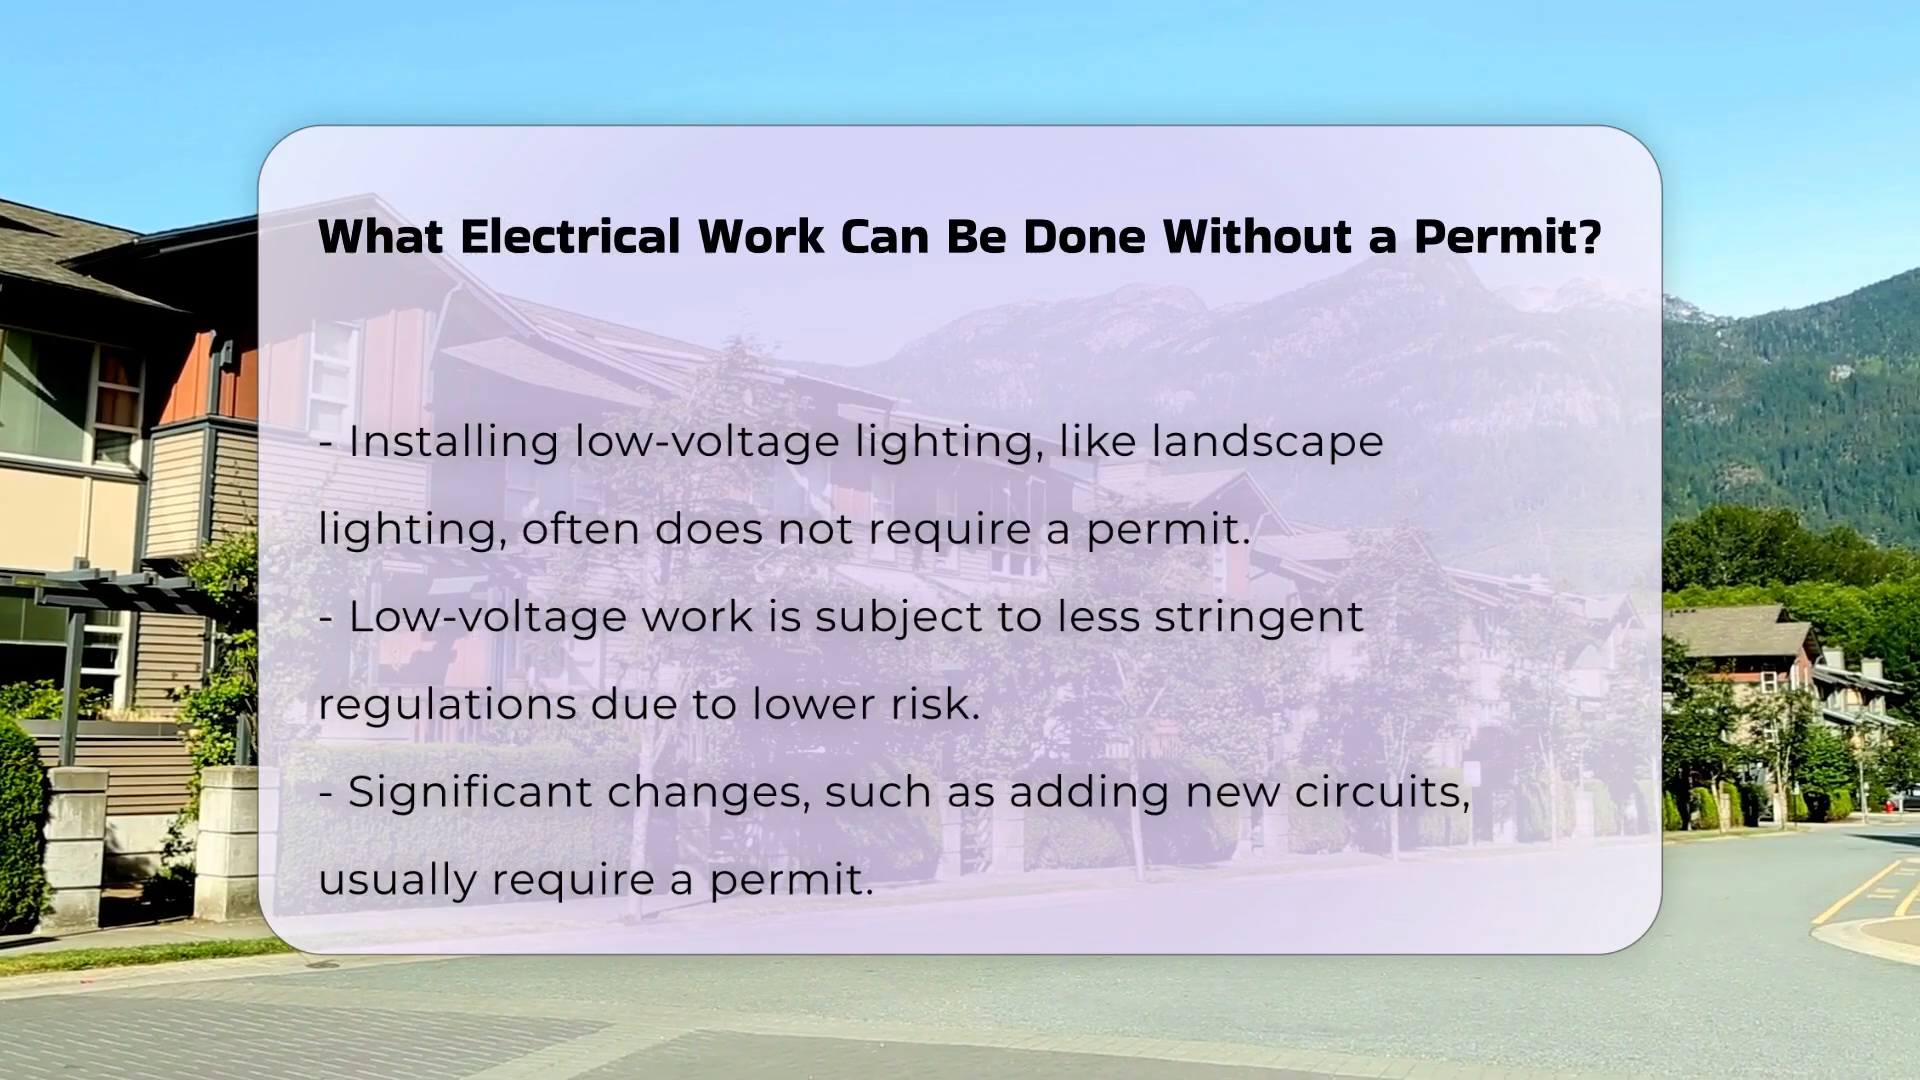 What Electrical Work Can Be Done Without a Permit?
- Installing low-voltage lighting, like landscape
lighting, often does not require a permit.
- Low-voltage work is subject to less stringent
regulations due to lower risk.
- Significant changes, such as adding new circuits,
usually require a permit.